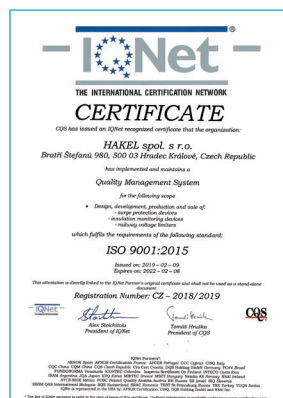 IQNet
®
THE INTERNATIONAL CERTIFICATION NETWORK
CERTIFICATE
CQS has issued an IQNet recognized certificate that the organization:
HAKEL spol. s r.o.
Bratří Štefanů 980, 500 03 Hradec Králové, Czech Republic
has implemented and maintains a
Quality Management System
for the following scope
• Design, development, production and sale of:
- surge protection devices
- insulation monitoring devices
- railway voltage limiters
which fulfils the requirements of the following standard:
ISO 9001:2015
Issued on: 2019 – 02 – 09
Expires on: 2022 – 02 – 08
This attestation is directly linked to the IQNet Partner's original certificate and shall not be used as a stand-alone
document
Registration Number: CZ – 2018/2019
IQNet
CQS
Alex Stoichitoiu
President of IQNet
Tomáš Hruška
President of CQS
IQNet Partners*: